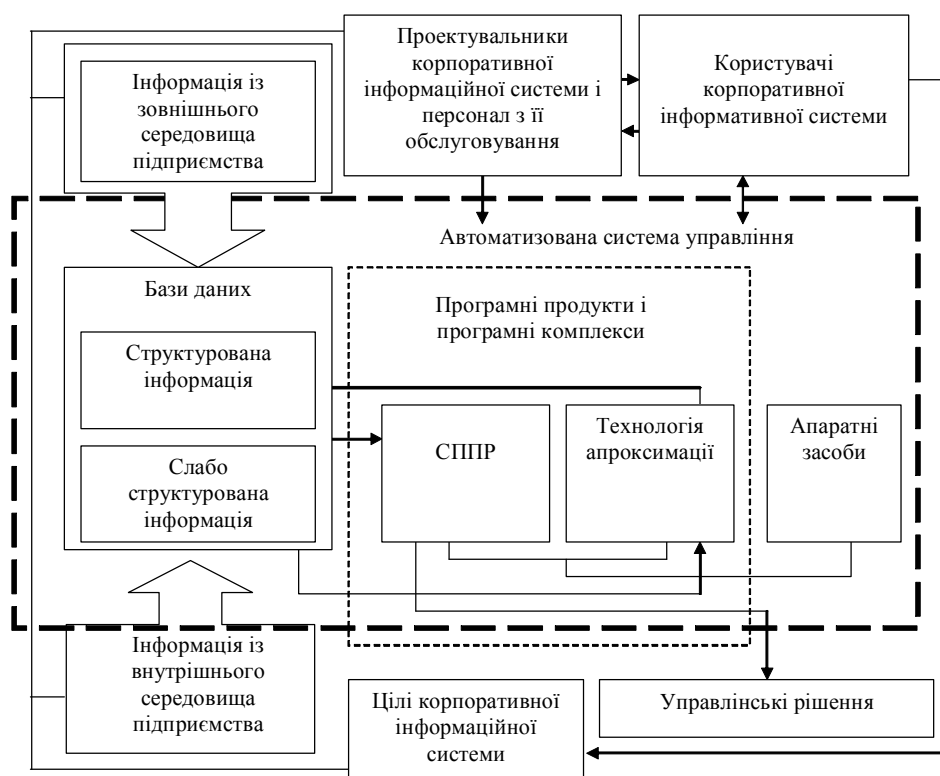 Інформація із
зовнішнього
середовища
підприємства
Проектувальники
корпоративної
інформаційної системи і
персонал з її
обслуговування
Користувачі
корпоративної
інформативної системи
Автоматизована система управління
Бази даних
Структурована
інформація
Слабо
структурована
інформація
Програмні продукти і
програмні комплекси
СППР
Технологія
апроксимації
Апаратні
засоби
Інформація із
внутрішнього
середовища
підприємства
Цілі корпоративної
інформаційної
системи
Управлінські рішення